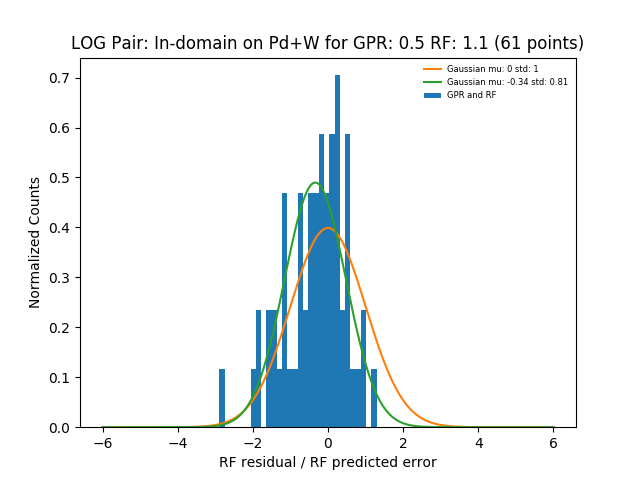 LOG Pair: In-domain on Pd+W for GPR: 0.5 RF: 1.1 (61 points)
Gaussian mu: 0 std: 1
Gaussian mu: -0.34 std: 0.81
GPR and RF
Normalized Counts
0.7
0.6
0.5
0.4
0.3
0.2
0.1
0.0
−6 −4 −2 0 2 4 6
RF residual / RF predicted error